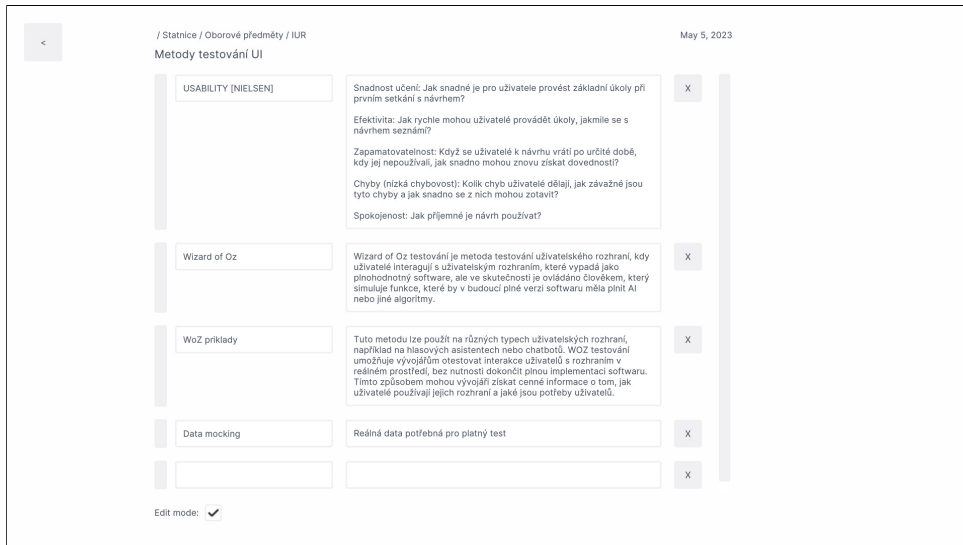 <
/ Statnice / Oborové předměty / IUR
May 5, 2023
Metody testování UI
USABILITY [NIELSEN]
Snadnost učení: Jak snadné je pro uživatele provést základní úkoly při
prvním setkání s návrhem?
Efektivita: Jak rychle mohou uživatelé provádět úkoly, jakmile se s
návrhem seznámí?
Zapamatovatelnost: Když se uživatelé k návrhu vrátí po určité době,
kdy jej nepoužívali, jak snadno mohou znovu získat dovednosti?
Chyby (nízká chybovost): Kolik chyb uživatelé dělají, jak závažné jsou
tyto chyby a jak snadno se z nich mohou zotavit?
Spokojenost: Jak příjemné je návrh používat?
X
Wizard of Oz
Wizard of Oz testování je metoda testování uživatelského rozhraní, kdy
uživatelé interagují s uživatelským rozhraním, které vypadá jako
plnohodnotný software, ale ve skutečnosti je ovládáno člověkem, který
simuluje funkce, které by v budoucí plné verzi softwaru měla plnit AI
nebo jiné algoritmy.
X
WoZ priklady
Tuto metodu lze použít na různých typech uživatelských rozhraní,
například na hlasových asistentech nebo chatbotů. WOZ testování
umožňuje vývojářům otestovat interakce uživatelů s rozhraním v
reálném prostředí, bez nutnosti dokončit plnou implementaci softwaru.
Tímto způsobem mohou vývojáři získat cenné informace o tom, jak
uživatelé používají jejich rozhraní a jaké jsou potřeby uživatelů.
X
Data mocking
Reálná data potřebná pro platný test
X
X
Edit mode: